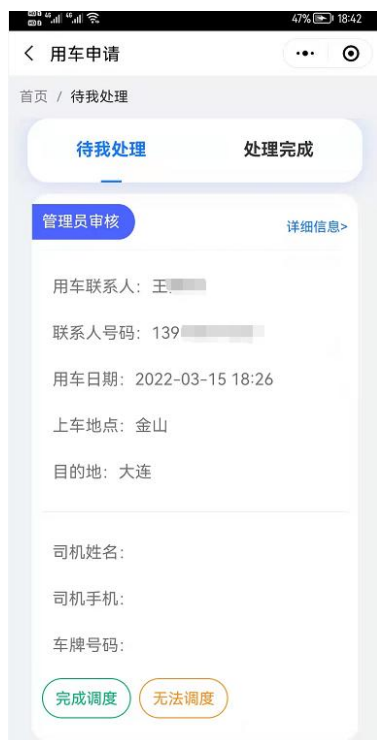 47% 18:42
用车申请
首页 / 待我处理
待我处理 处理完成
管理员审核 详细信息>
用车联系人: 王
联系人号码: 139
用车日期: 2022-03-15 18:26
上车地点: 金山
目的地: 大连
司机姓名:
司机手机:
车牌号码:
完成调度 无法调度